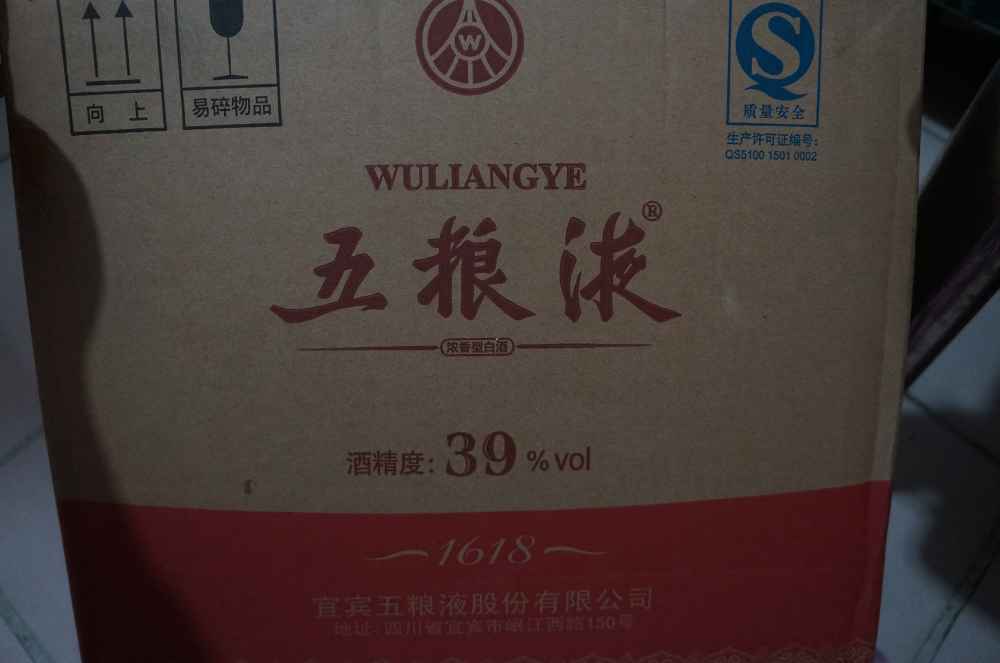 向 上
易碎物品
W
S
质量安全
生产许可证编号:
QS5100 1501 0002
WULIANGYE
五粮液®
浓香型白酒
酒精度: 39 %vol
1618
宜宾五粮液股份有限公司
地址: 四川省宜宾市岷江西路150号